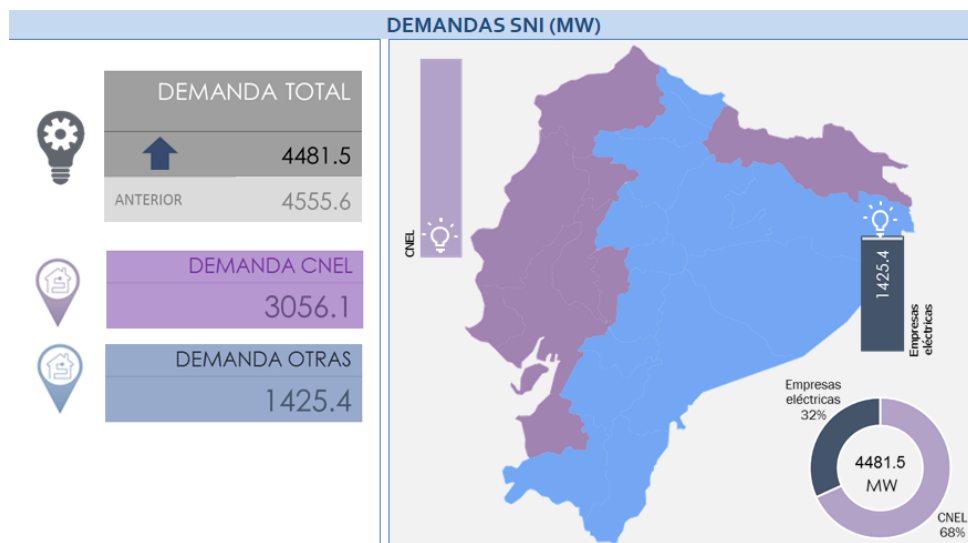 DEMANDAS SNI (MW)
DEMANDA TOTAL
4481.5
ANTERIOR 4555.6
DEMANDA CNEL
3056.1
DEMANDA OTRAS
1425.4
CNEL
1425.4
Empresas
eléctricas
Empresas
eléctricas
32%
4481.5
MW
CNEL
68%